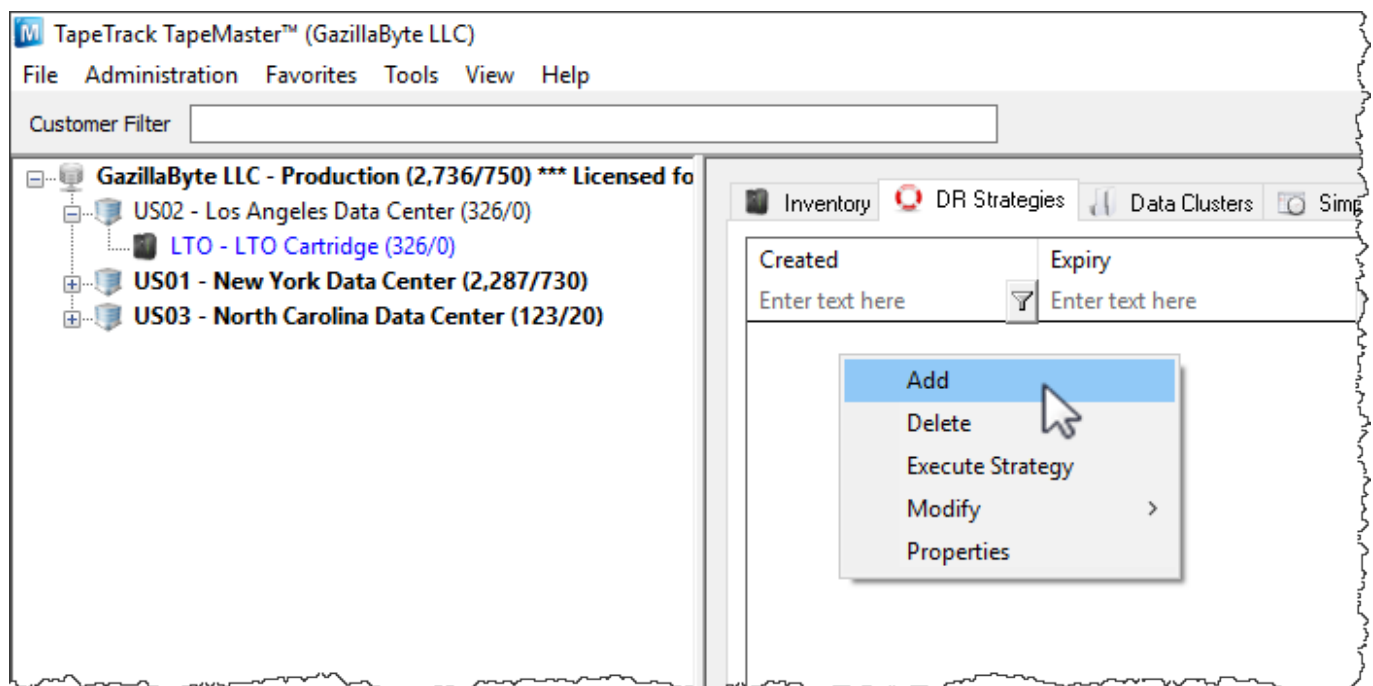 M TapeTrack TapeMaster™ (GazillaByte LLC)
File Administration Favorites Tools View Help
Customer Filter
GazillaByte LLC - Production (2,736/750) *** Licensed
US02 - Los Angeles Data Center (326/0)
LTO - LTO Cartridge (326/0)
US01 - New York Data Center (2,287/730)
US03 - North Carolina Data Center (123/20)
Inventory DR Strategies Data Clusters
Created Expiry
Enter text here Enter text here
Add
Delete
Execute Strategy
Modify
Properties